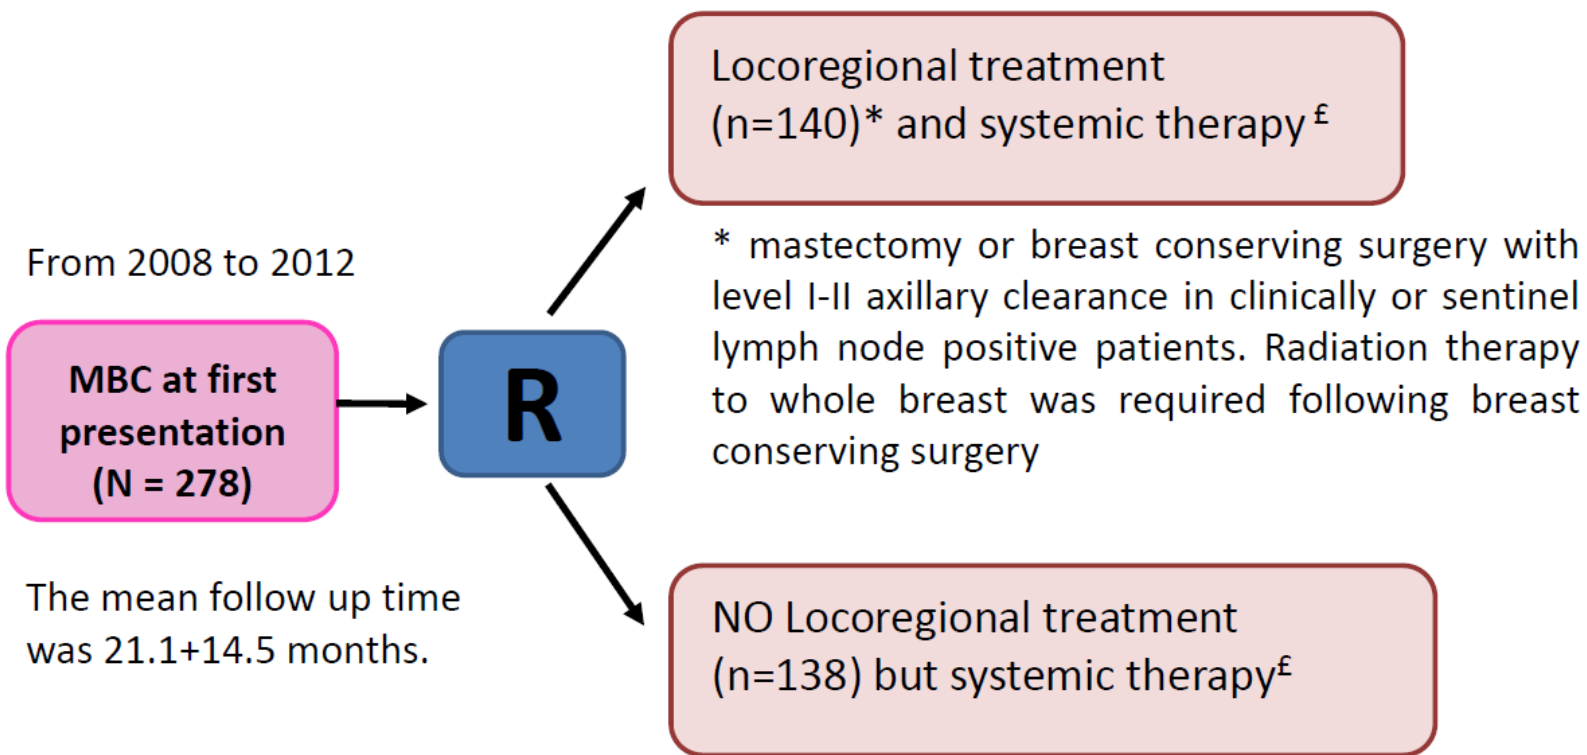 Locoregional treatment
(n=140)* and systemic therapy £
From 2008 to 2012
MBC at first
presentation
(N = 278)
The mean follow up time
was 21.1+14.5 months.
R
* mastectomy or breast conserving surgery with
level I-II axillary clearance in clinically or sentinel
lymph node positive patients. Radiation therapy
to whole breast was required following breast
conserving surgery
NO Locoregional treatment
(n=138) but systemic therapy£